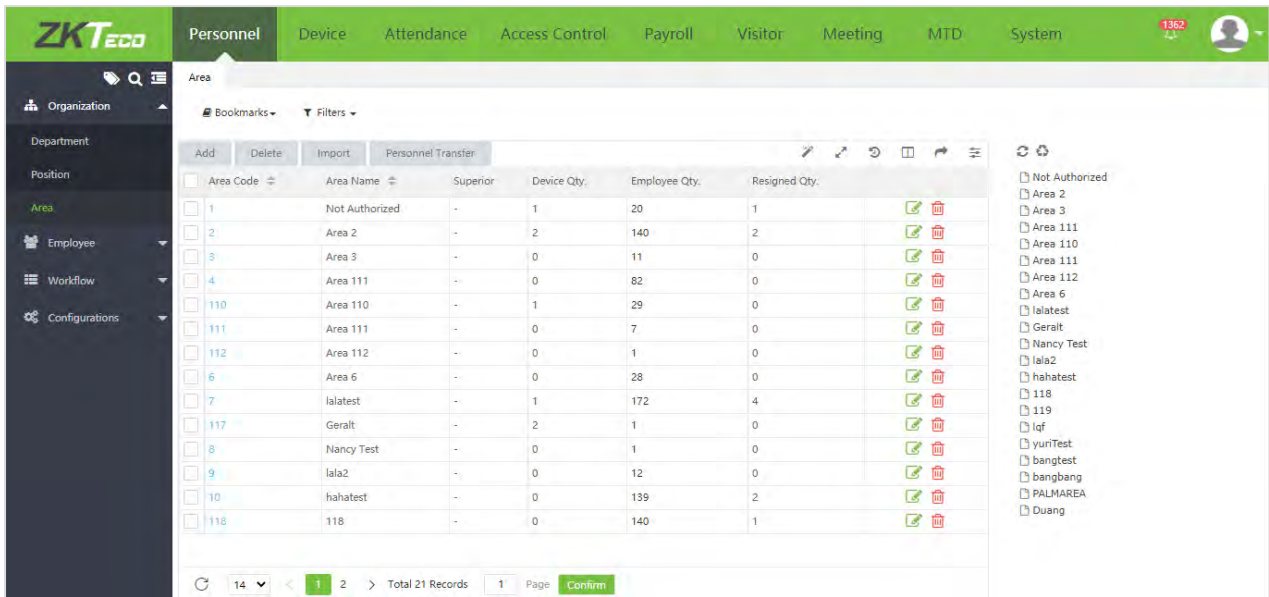 ZKTeco Personnel Device Attendance Access Control Payroll Visitor Meeting MTD System 1362
Area
Organization
Department
Position
Area
Employee
Workflow
Configurations
Bookmarks Filters
Add Delete Import Personnel Transfer
Area Code Area Name Superior Device Qty. Employee Qty. Resigned Qty.
1 Not Authorized - 1 20 1
2 Area 2 - 2 140 2
3 Area 3 - 0 11 0
4 Area 111 - 0 82 0
110 Area 110 - 1 29 0
111 Area 111 - 0 7 0
112 Area 112 - 0 1 0
6 Area 6 - 0 28 0
7 lalatest - 1 172 4
117 Geralt - 2 1 0
8 Nancy Test - 0 1 0
9 lala2 - 0 12 0
10 hahatest - 0 139 2
118 118 - 0 140 1
14 < 1 2 > Total 21 Records 1 Page Confirm
Not Authorized
Area 2
Area 3
Area 111
Area 110
Area 111
Area 112
Area 6
lalatest
Geralt
Nancy Test
lala2
hahatest
118
119
lqf
yuriTest
bangtest
bangbang
PALMAREA
Duang